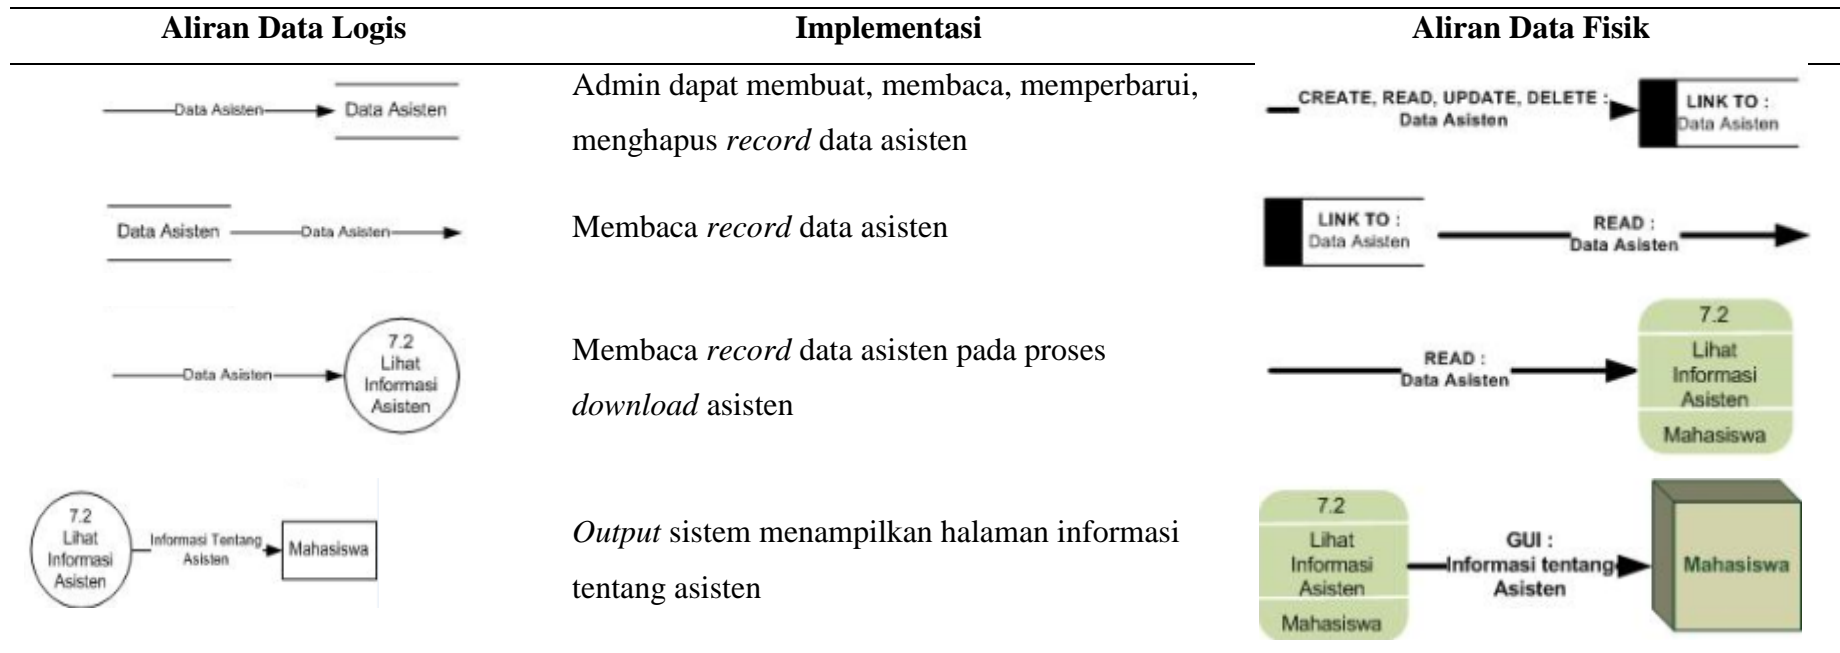 Aliran Data Logis
Implementasi
Aliran Data Fisik
Data Asisten
Data Asisten
Admin dapat membuat, membaca, memperbarui,
menghapus record data asisten
CREATE, READ, UPDATE, DELETE :
Data Asisten
LINK TO :
Data Asisten
Data Asisten
Data Asisten
Membaca record data asisten
LINK TO :
Data Asisten
READ :
Data Asisten
Data Asisten
7.2
Lihat
Informasi
Asisten
Membaca record data asisten pada proses
download asisten
READ :
Data Asisten
7.2
Lihat
Informasi
Asisten
Mahasiswa
7.2
Lihat
Informasi
Asisten
Informasi Tentang
Asisten
Mahasiswa
Output sistem menampilkan halaman informasi
tentang asisten
7.2
Lihat
Informasi
Asisten
Mahasiswa
GUI :
Informasi tentang
Asisten
Mahasiswa